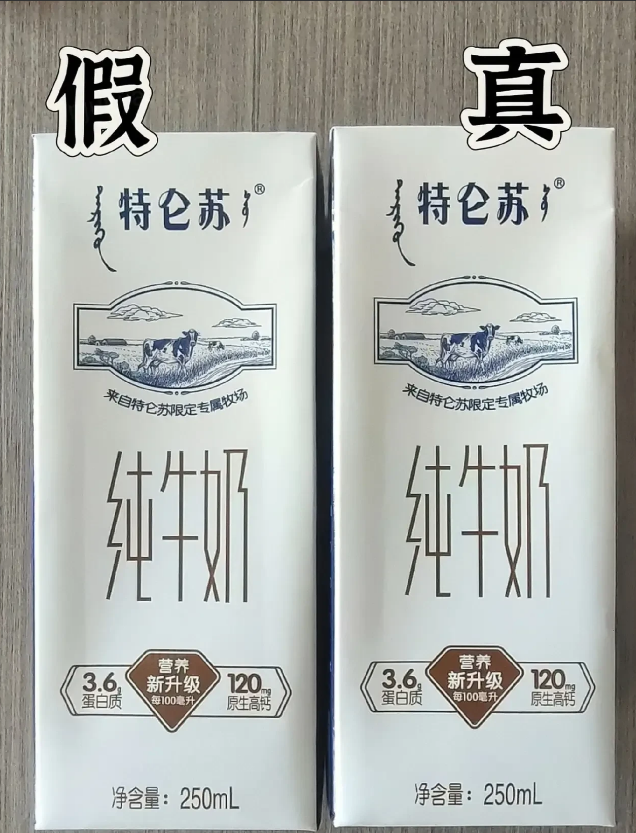 假
真
特仑苏®
来自特仑苏限定专属牧场
纯牛奶
3.6g
蛋白质
营养
新升级
每100毫升
120mg
原生高钙
净含量：250mL
特仑苏®
来自特仑苏限定专属牧场
纯牛奶
3.6g
蛋白质
营养
新升级
每100毫升
120mg
原生高钙
净含量：250mL